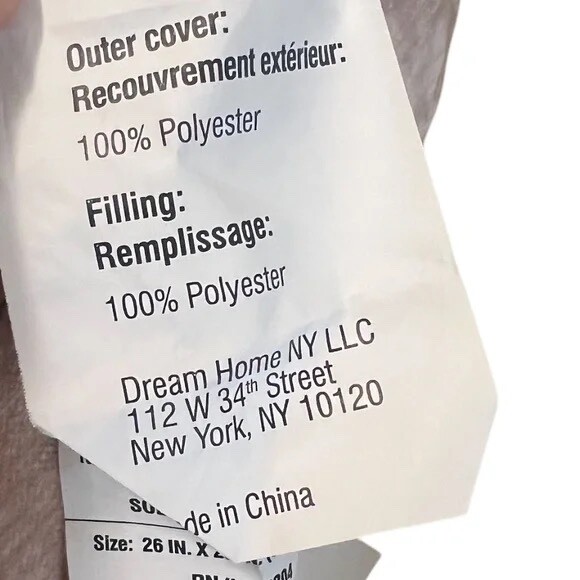 Outer cover:
Recouvrement extérieur:
100% Polyester
Filling:
Remplissage:
100% Polyester
Dream Home NY LLC
112 W 34th Street
New York, NY 10120
de in China
Size: 26 IN. X